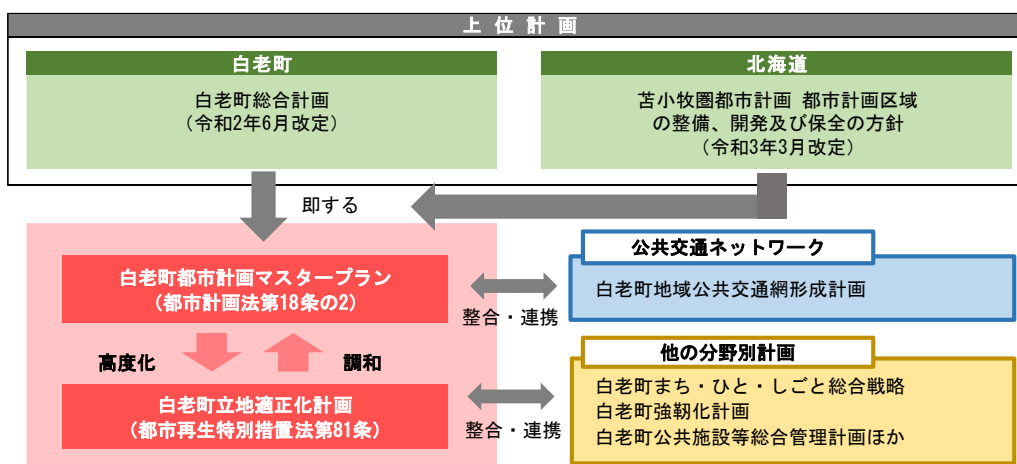 上位計画
白老町
白老町総合計画
（令和2年6月改定）
北海道
苫小牧圏都市計画 都市計画区域
の整備、開発及び保全の方針
（令和3年3月改定）
即する
白老町都市計画マスタープラン
（都市計画法第18条の2）
高度化
調和
白老町立地適正化計画
（都市再生特別措置法第81条）
整合・連携
公共交通ネットワーク
白老町地域公共交通網形成計画
整合・連携
他の分野別計画
白老町まち・ひと・しごと総合戦略
白老町強靭化計画
白老町公共施設等総合管理計画ほか